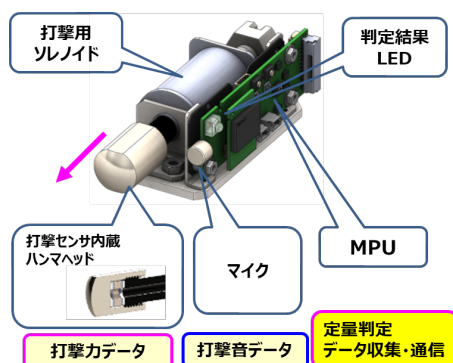 打撃用
ソレノイド
判定結果
LED
打撃センサ内蔵
ハンマヘッド
マイク
MPU
打撃力データ
打撃音データ
定量判定
データ収集・通信